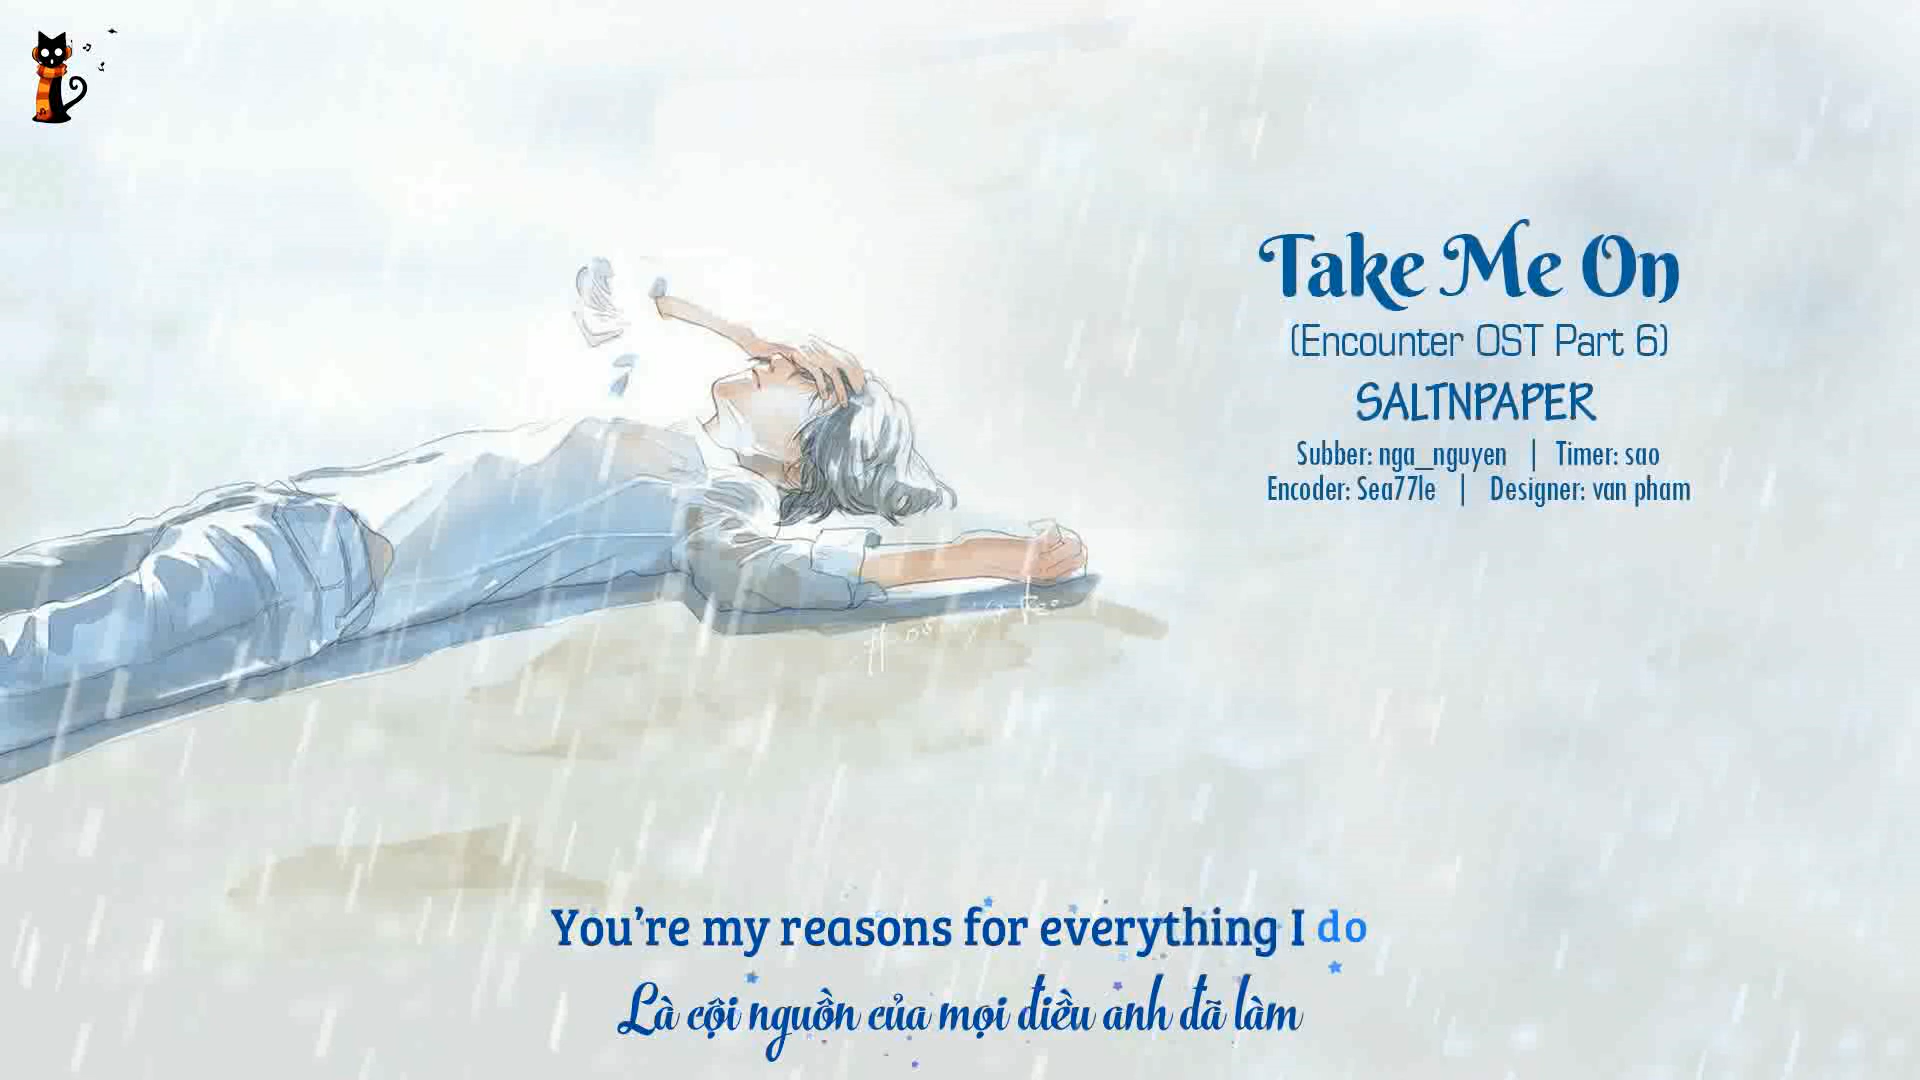 Take Me On
(Encounter OST Part 6)
SALTNPAPER
Subber: nga_nguyen | Timer: sao
Encoder: Sea77le | Designer: van pham
You're my reasons for everything I do
Là cội nguồn của mọi điều anh đã làm